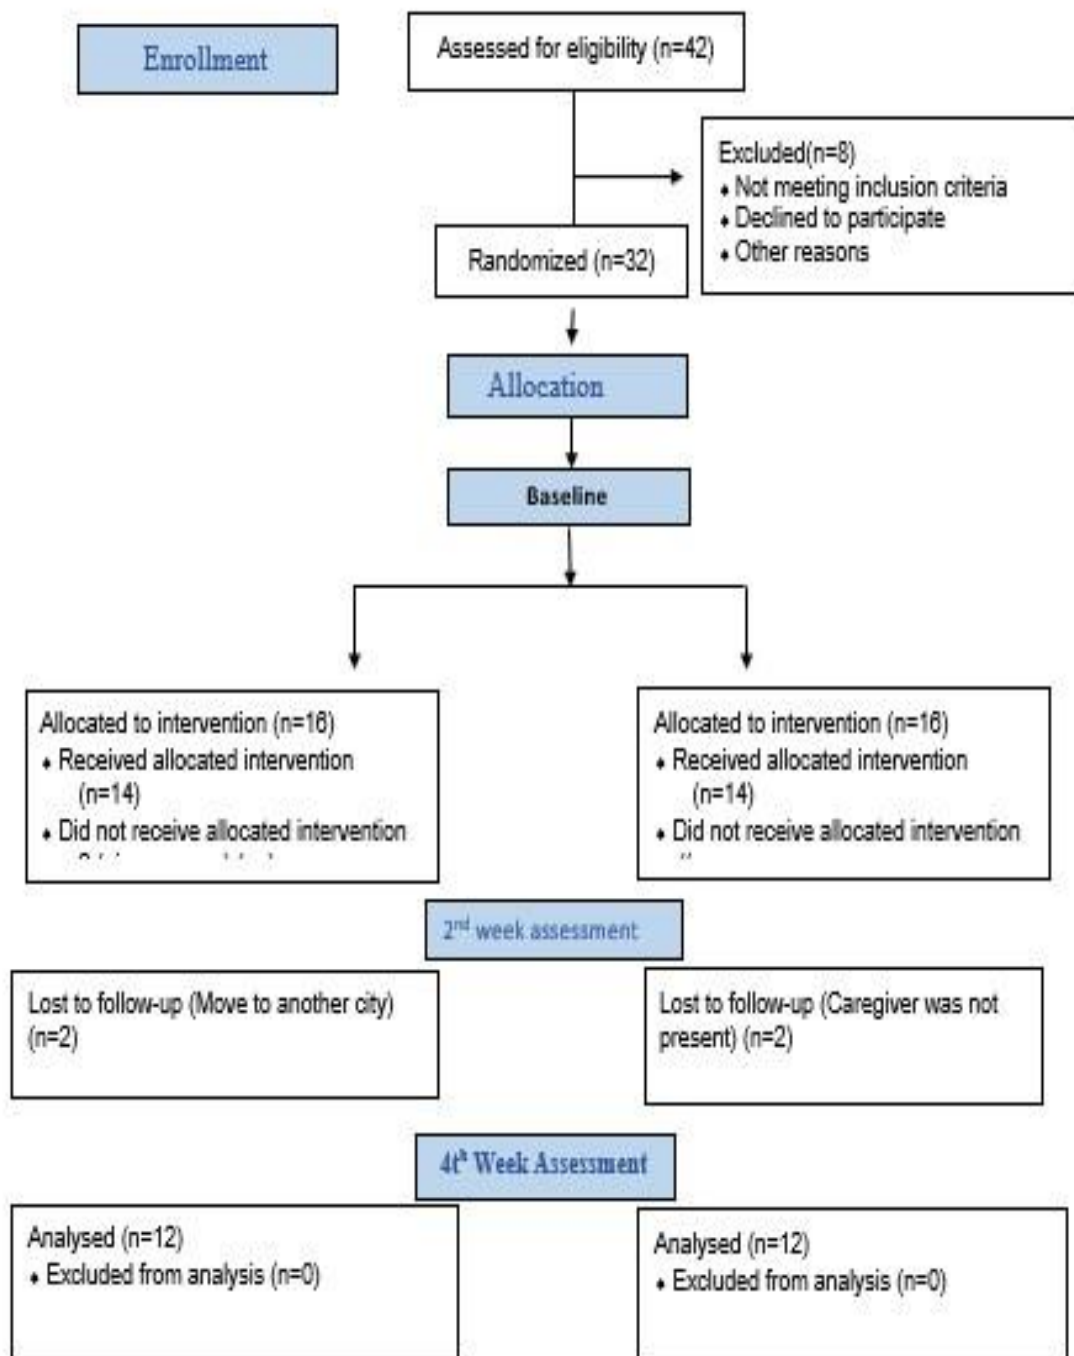 Enrollment
Assessed for eligibility (n=42)
Excluded(n=8)
♦ Not meeting inclusion criteria
♦ Declined to participate
♦ Other reasons
Randomized (n=32)
Allocation
Baseline
Allocated to intervention (n=16)
♦ Received allocated intervention
(n=14)
♦ Did not receive allocated intervention
Allocated to intervention (n=16)
♦ Received allocated intervention
(n=14)
♦ Did not receive allocated intervention
2nd week assessment
Lost to follow-up (Move to another city)
(n=2)
Lost to follow-up (Caregiver was not
present) (n=2)
4th Week Assessment
Analysed (n=12)
♦ Excluded from analysis (n=0)
Analysed (n=12)
♦ Excluded from analysis (n=0)